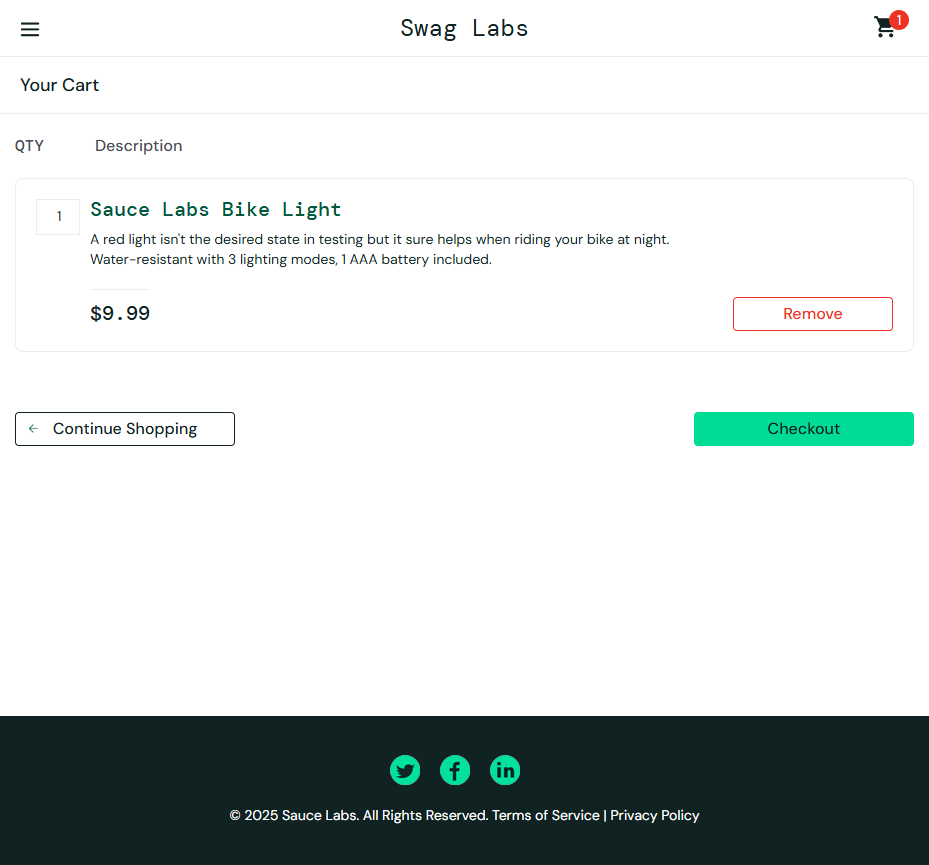 Swag Labs
1
Your Cart
QTY Description
1
Sauce Labs Bike Light
A red light isn't the desired state in testing but it sure helps when riding your bike at night.
Water-resistant with 3 lighting modes, 1 AAA battery included.
$9.99
Remove
Continue Shopping
Checkout
© 2025 Sauce Labs. All Rights Reserved. Terms of Service | Privacy Policy